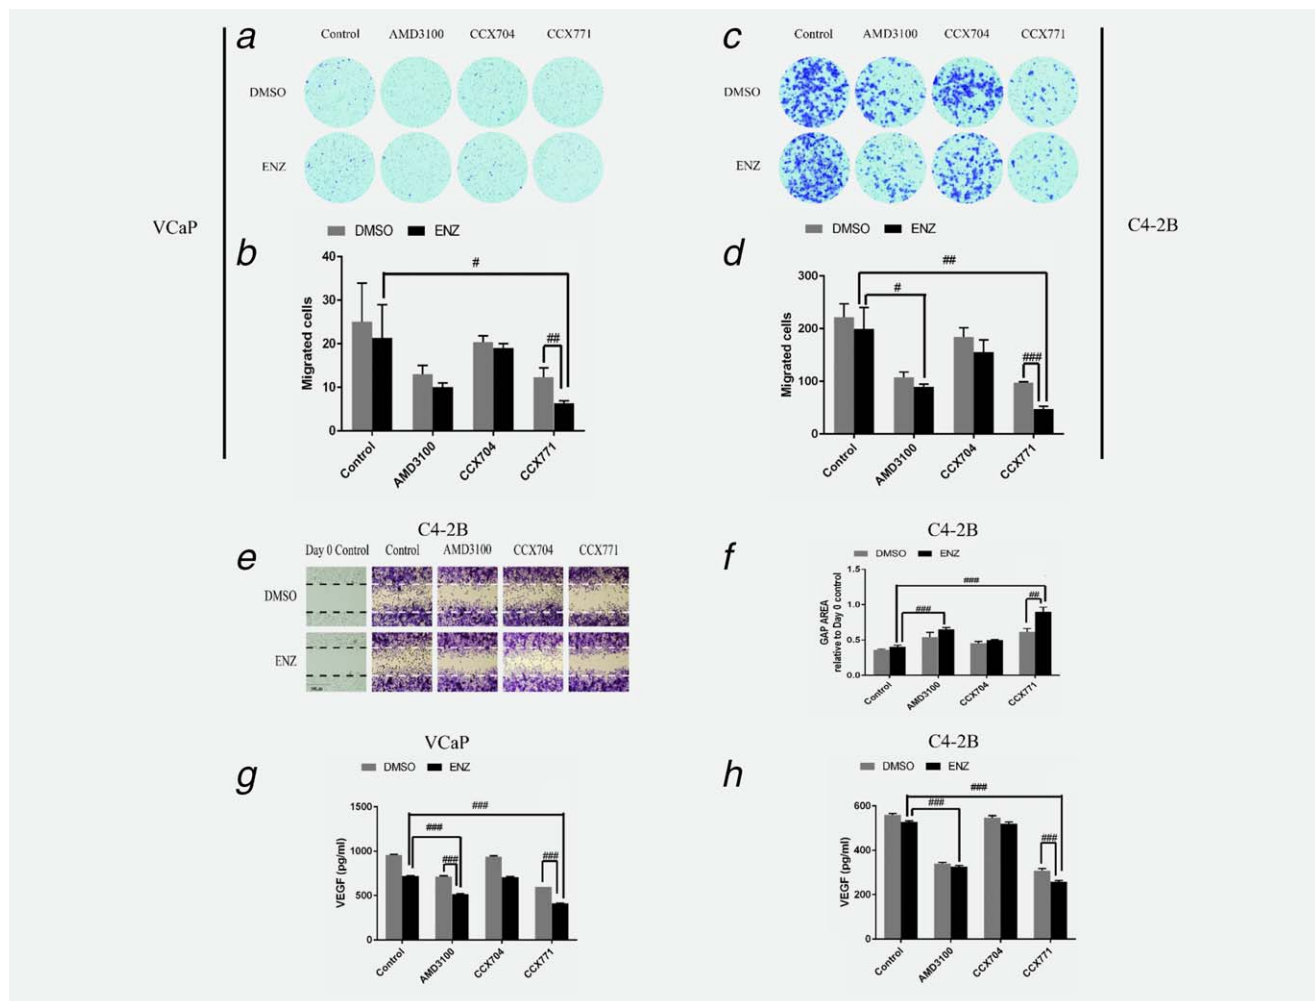 a
Control AMD3100 CCX704 CCX771
DMSO
ENZ
VCaP
b
DMSO ENZ
Migrated cells
40
30
20
10
0
#
##
Control AMD3100 CCX704 CCX771
c
Control AMD3100 CCX704 CCX771
DMSO
ENZ
C4-2B
d
DMSO ENZ
Migrated cells
300
200
100
0
##
#
###
Control AMD3100 CCX704 CCX771
C4-2B
e
Day 0 Control Control AMD3100 CCX704 CCX771
DMSO
ENZ
C4-2B
f
DMSO ENZ
GAP AREA
relative to Day 0 control
1.5
1.0
0.5
0.0
###
###
##
Control AMD3100 CCX704 CCX771
VCaP
g
DMSO ENZ
VEGF (pg/ml)
1500
1000
500
0
###
###
###
###
Control AMD3100 CCX704 CCX771
C4-2B
h
DMSO ENZ
VEGF (pg/ml)
600
400
200
0
###
###
###
Control AMD3100 CCX704 CCX771